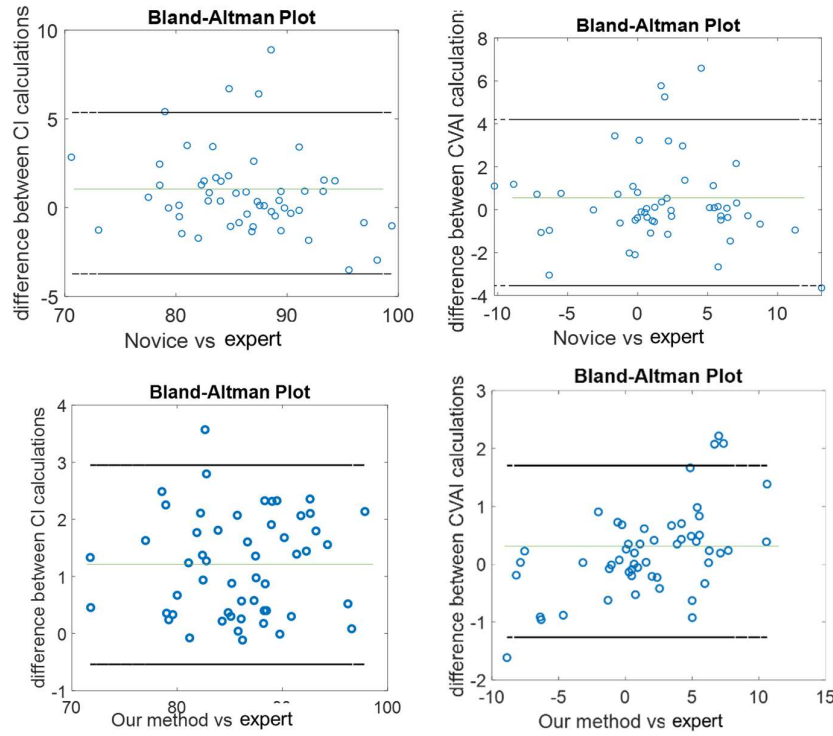 Bland-Altman Plot
difference between CI calculations
10
5
0
-5
70 80 90 100
Novice vs expert
Bland-Altman Plot
difference between CVAI calculations
8
6
4
2
0
-2
-4
-10 -5 0 5 10
Novice vs expert
Bland-Altman Plot
difference between CI calculations
4
3
2
1
0
-1
70 80 100
Our method vs expert
Bland-Altman Plot
difference between CVAI calculations
3
2
1
0
-1
-2
-10 -5 0 5 10 15
Our method vs expert